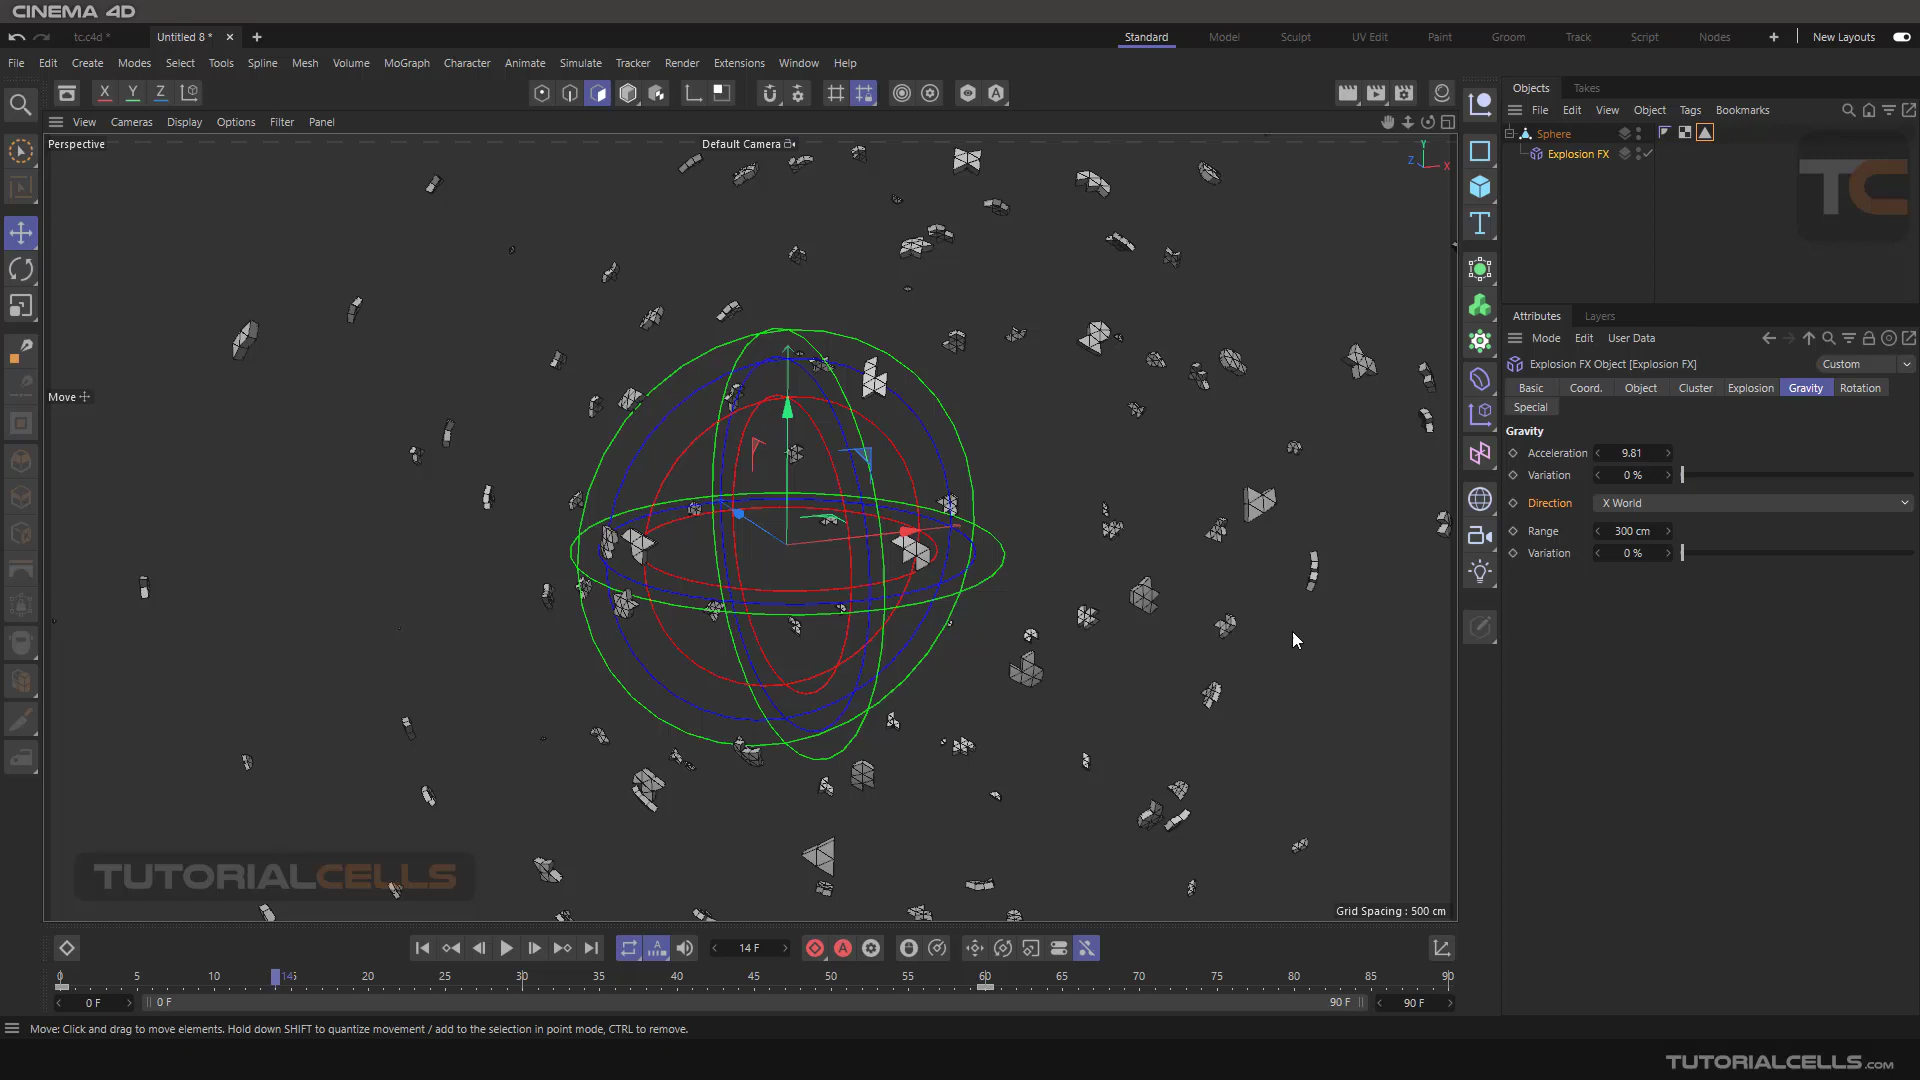 CINEMA 4D
tc.c4d *
Untitled 8 *
Standard
Model
Sculpt
UV Edit
Paint
Groom
Track
Script
Nodes
New Layouts
File Edit Create Modes Select Tools Spline Mesh Volume MoGraph Character Animate Simulate Tracker Render Extensions Window Help
X Y Z
View Cameras Display Options Filter Panel
Perspective
Default Camera
Y
Z
X
Move
TUTORIALCELLS
Grid Spacing : 500 cm
Objects Takes
File Edit View Object Tags Bookmarks
Sphere
Explosion FX
TC
Attributes Layers
Mode Edit User Data
Explosion FX Object [Explosion FX]
Custom
Basic Coord. Object Cluster Explosion Gravity Rotation
Special
Gravity
Acceleration 9.81
Variation 0 %
Direction X World
Range 300 cm
Variation 0 %
14 F
0 5 10 14 20 25 30 35 40 45 50 55 60 65 70 75 80 85 90
0 F
0 F
90 F
90 F
Move: Click and drag to move elements. Hold down SHIFT to quantize movement / add to the selection in point mode, CTRL to remove.
TUTORIALCELLS.com